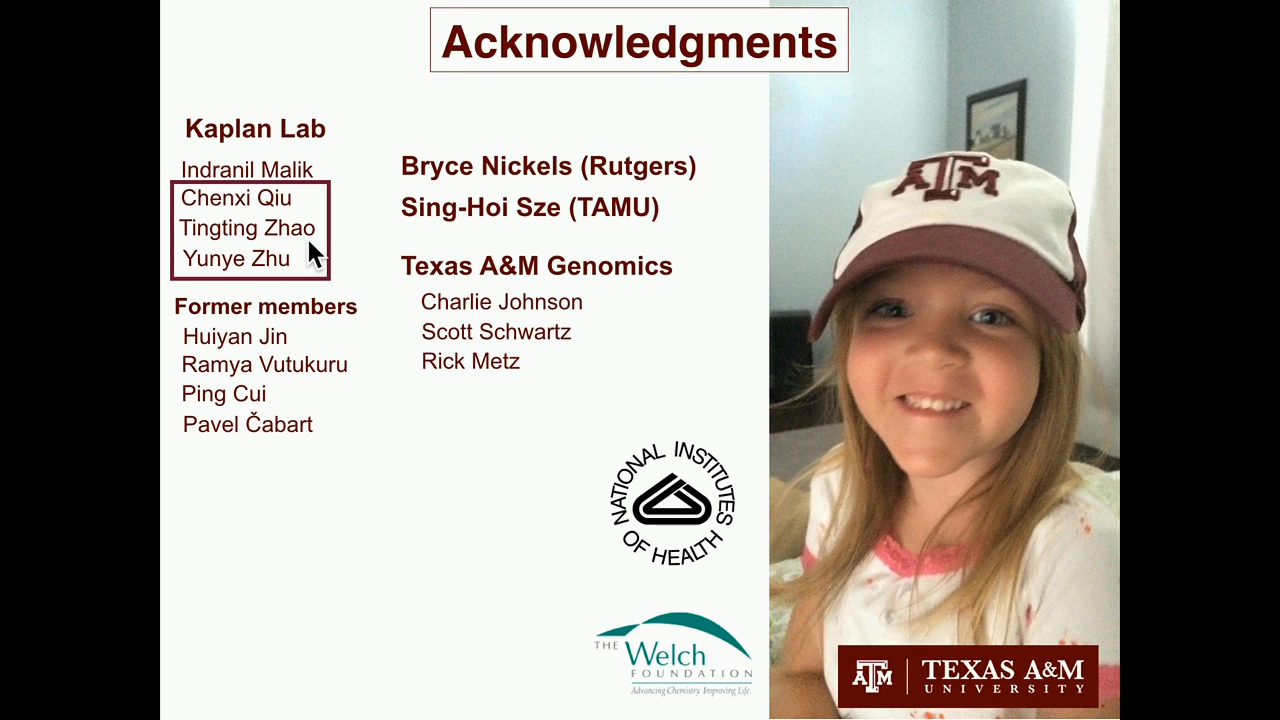 Acknowledgments
Kaplan Lab
Indranil Malik
Chenxi Qiu
Tingting Zhao
Yunye Zhu
Former members
Huiyan Jin
Ramya Vutukuru
Ping Cui
Pavel Čabart
Bryce Nickels (Rutgers)
Sing-Hoi Sze (TAMU)
Texas A&M Genomics
Charlie Johnson
Scott Schwartz
Rick Metz
NATIONAL INSTITUTES
OF HEALTH
THE Welch
FOUNDATION
Advancing Chemistry. Improving Life.
ATM
ATM
TEXAS A&M
UNIVERSITY